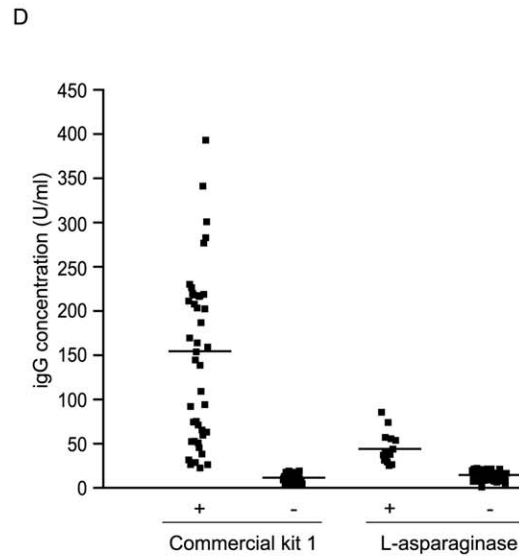 D
450
400
350
300
250
200
150
100
50
0
igG concentration (U/ml)
+ - + -
Commercial kit 1 L-asparaginase